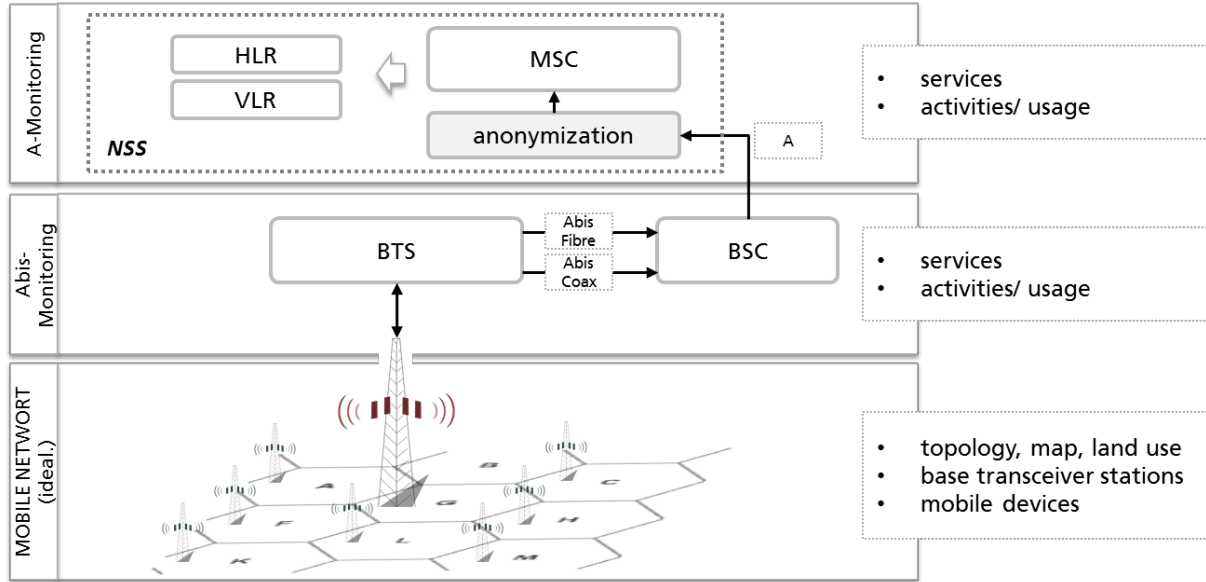 A-Monitoring
HLR
VLR
NSS
MSC
anonymization
A
• services
• activities/ usage
Abis-
Monitoring
BTS
Abis
Fibre
Abis
Coax
BSC
• services
• activities/ usage
MOBILE NETWORT
(ideal.)
A
B
C
F
G
H
K
L
M
• topology, map, land use
• base transceiver stations
• mobile devices